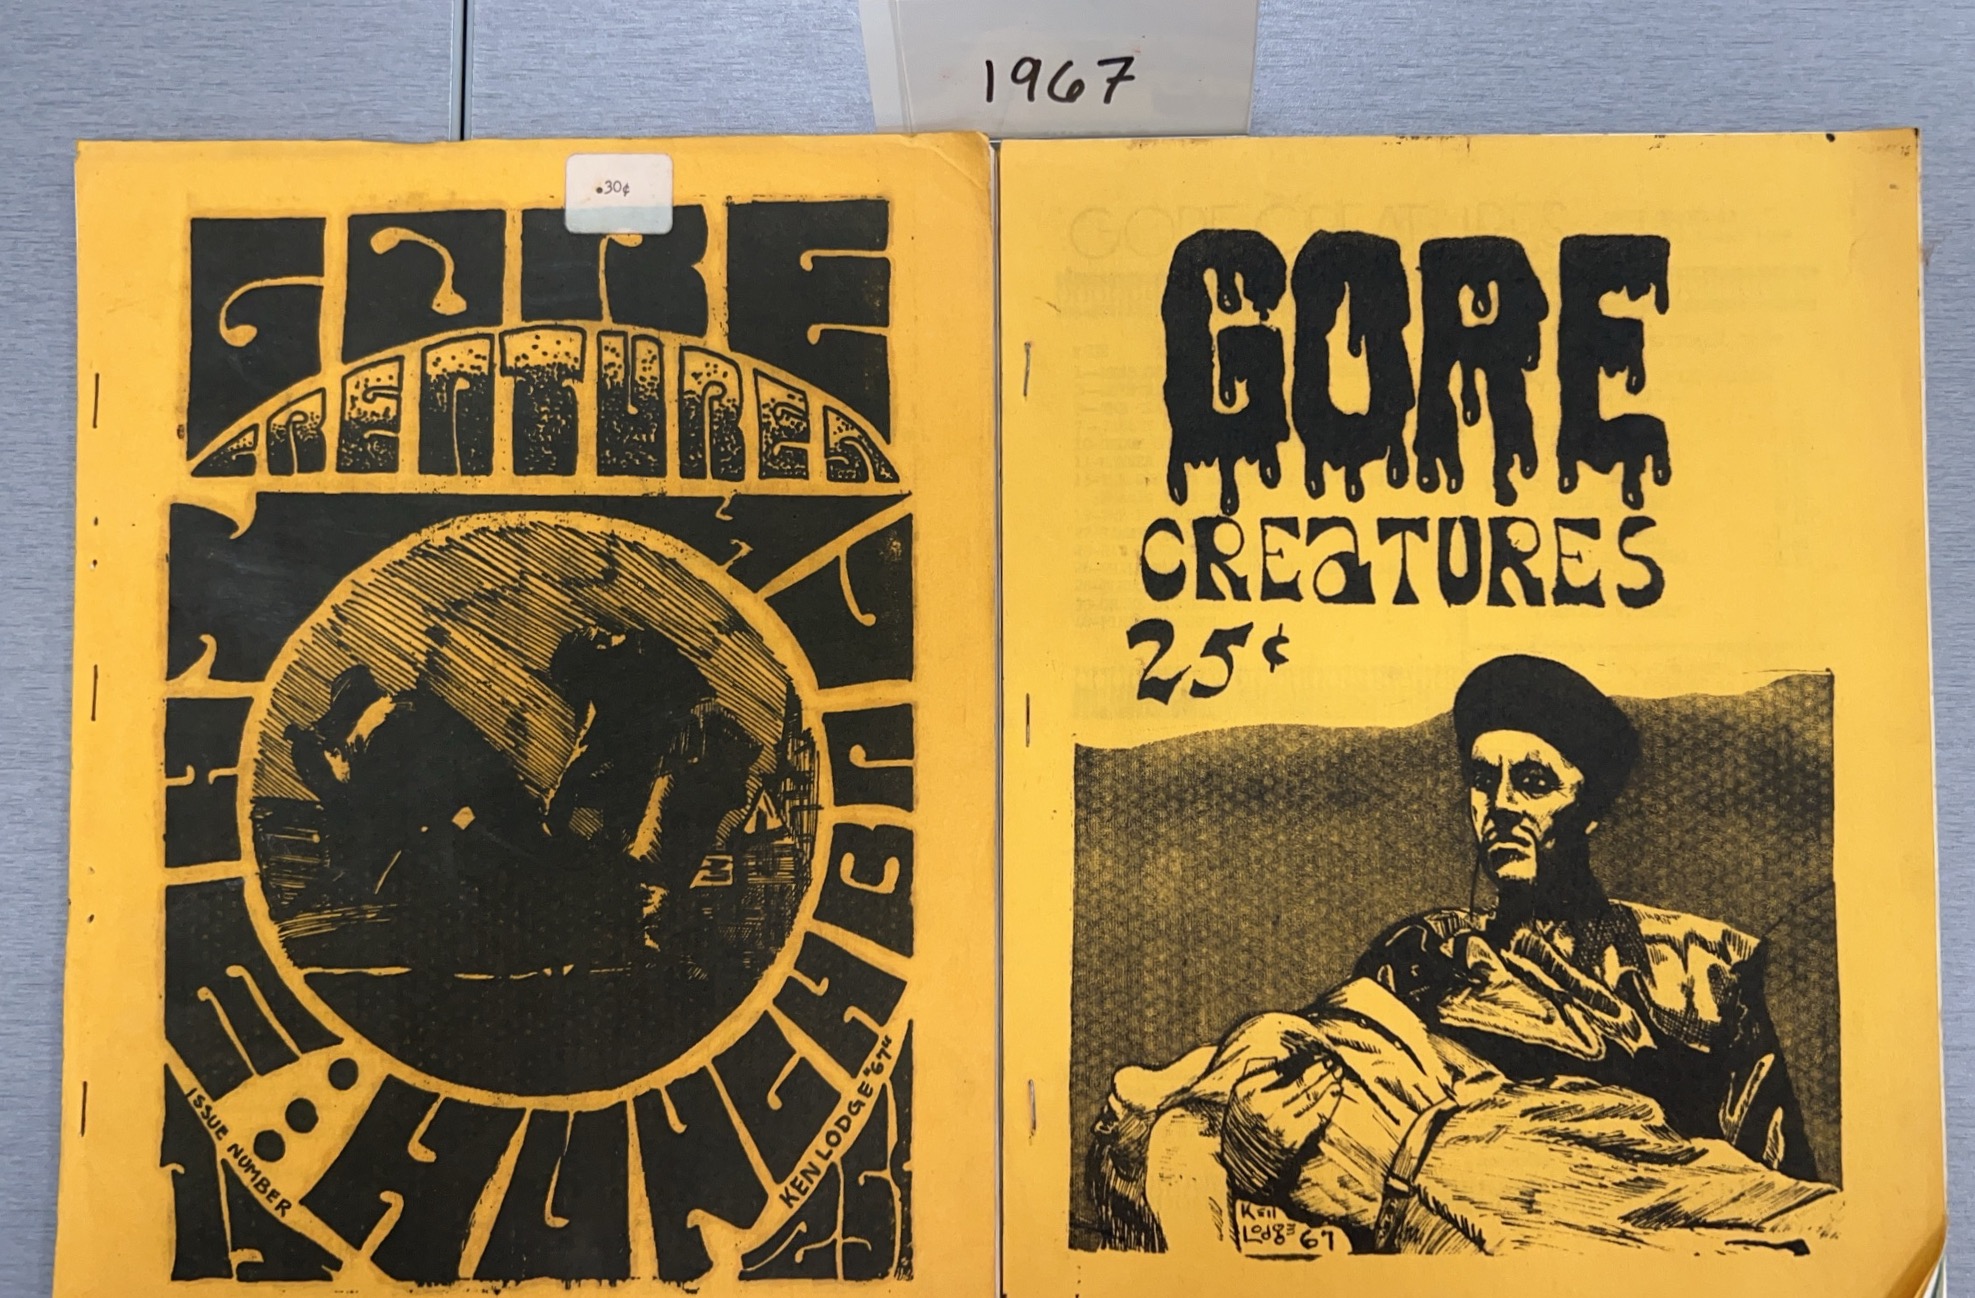 1967
.30¢
GORE
CREATURES
ISSUE NUMBER
KEN LODGE "67"
GORE
CREaTURES
25¢
KEN
LODGE 67